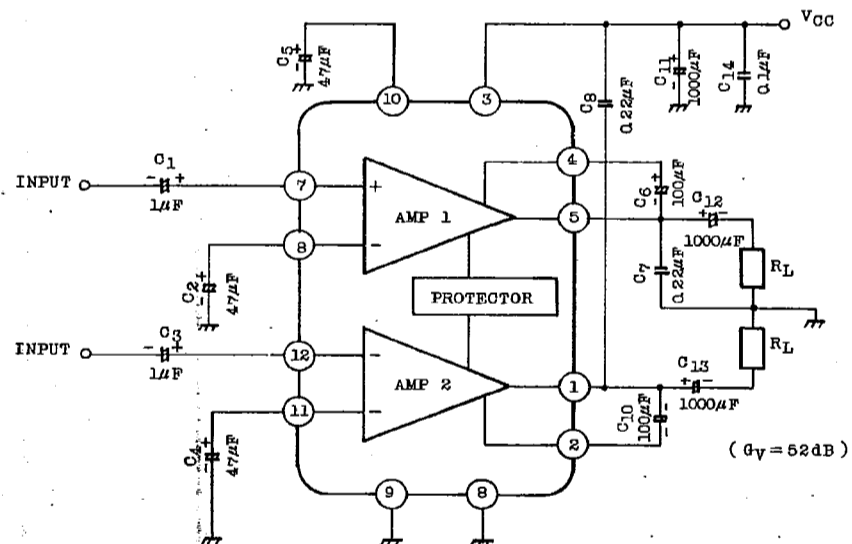 VCC
C5
+
-
47μF
10
3
C8
0.22μF
C11
+
-
1000μF
C14
0.1μF
INPUT
C1
- +
1μF
7
+
AMP 1
4
5
C6
+
-
100μF
C12
+ -
1000μF
RL
8
-
C2
+
-
47μF
PROTECTOR
C7
0.22μF
INPUT
C3
- +
1μF
12
-
AMP 2
1
C13
+ -
1000μF
RL
11
-
C4
+
-
47μF
C10
100μF
-
2
(GV=52dB)
9
8